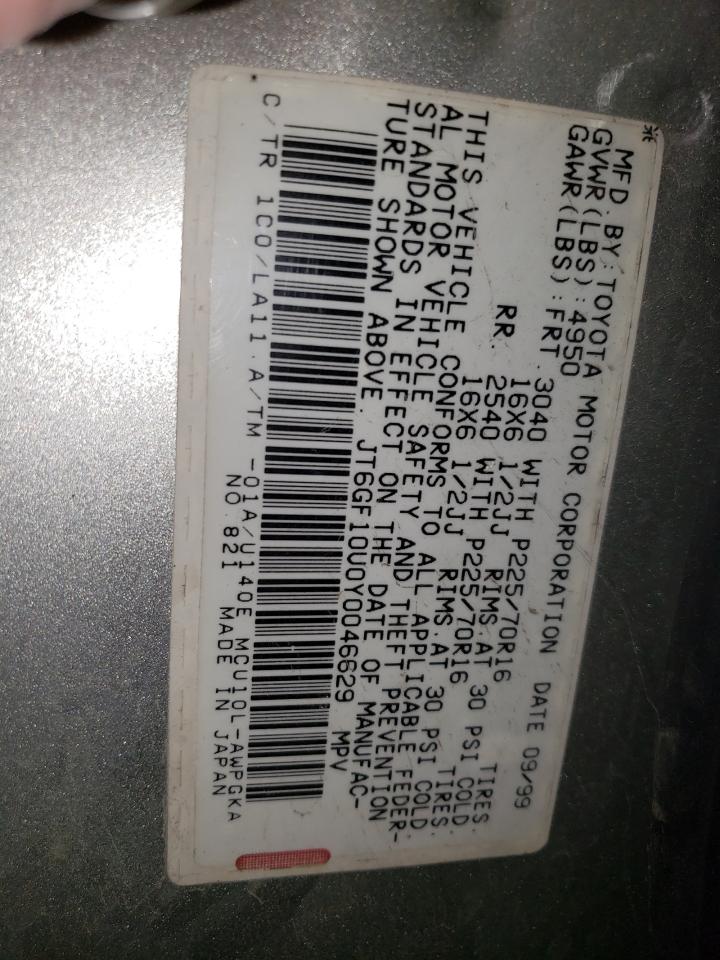 MFD. BY: TOYOTA MOTOR CORPORATION DATE 09/99
GVWR(LBS):4950
GAWR(LBS):FRT. 3040 WITH P225/70R16 TIRES.
16X6 1/2JJ RIMS.AT 30 PSI COLD.
RR. 2540 WITH P225/70R16 TIRES.
16X6 1/2JJ RIMS.AT 30 PSI COLD.
THIS VEHICLE CONFORMS TO ALL APPLICABLE FEDER-
AL MOTOR VEHICLE SAFETY AND THEFT PREVENTION
STANDARDS IN EFFECT ON THE DATE OF MANUFAC-
TURE SHOWN ABOVE. JT6GF10U0Y0046629 MPV
C/TR 1C0/LA11.A/TM -01A/U140E MCU10L-AWPGKA
NO.821 MADE IN JAPAN